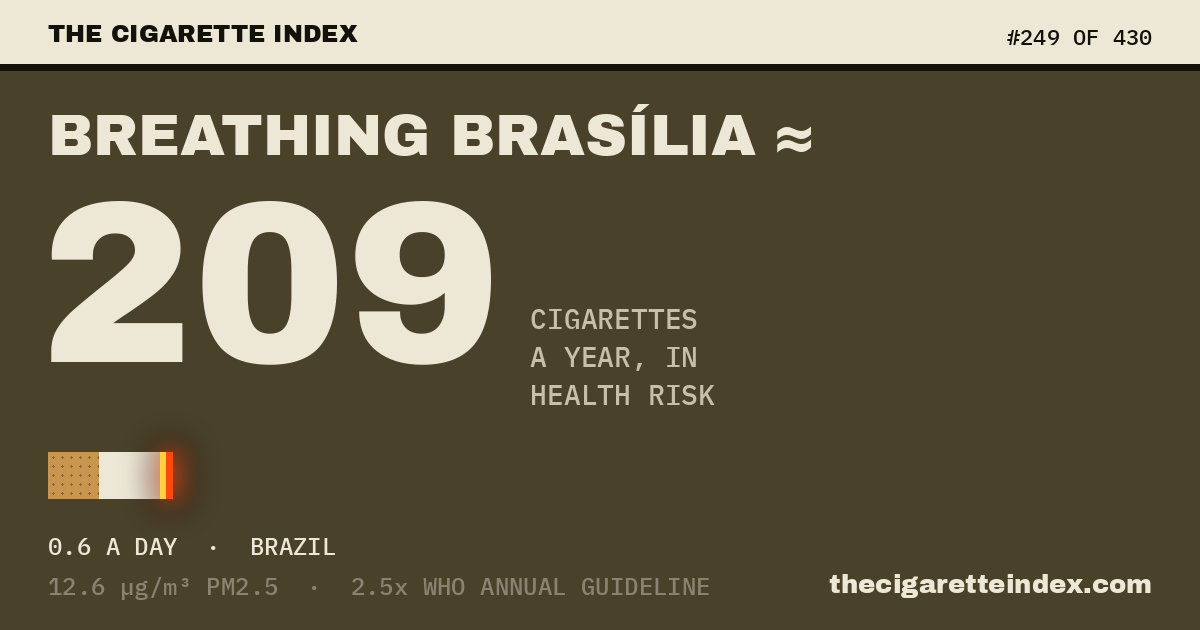 THE CIGARETTE INDEX
#249 OF 430
BREATHING BRASÍLIA ≈
209
CIGARETTES
A YEAR, IN
HEALTH RISK
0.6 A DAY · BRAZIL
12.6 µg/m³ PM2.5 · 2.5x WHO ANNUAL GUIDELINE
thecigaretteindex.com